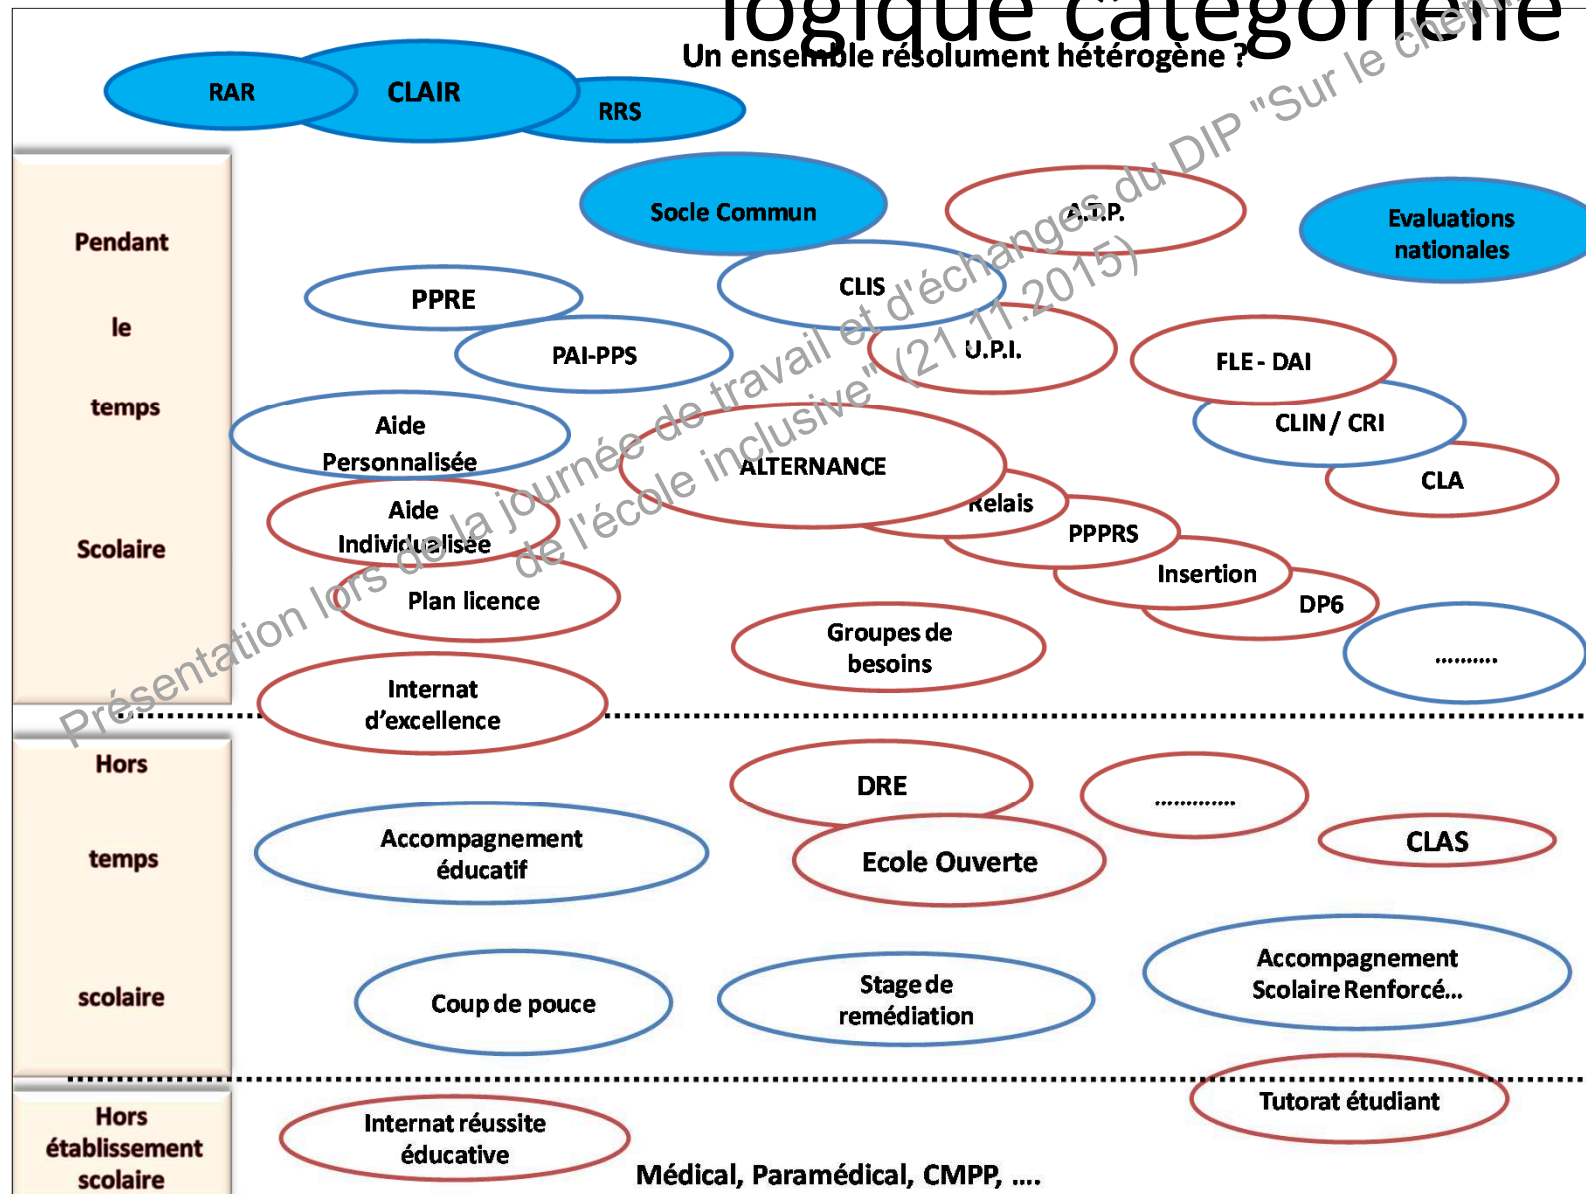 logique catégorielle
Un ensemble résolument hétérogène ?
RAR
CLAIR
RRS
Socle Commun
A.T.P.
Evaluations
nationales
Pendant
le
temps
Scolaire
PPRE
CLIS
PAI-PPS
U.P.I.
FLE - DAI
Aide
Personnalisée
CLIN / CRI
ALTERNANCE
CLA
Aide
Individualisée
Relais
PPPRS
Insertion
DP6
Plan licence
Groupes de
besoins
..........
Internat
d'excellence
Hors
temps
scolaire
DRE
.............
Accompagnement
éducatif
Ecole Ouverte
CLAS
Coup de pouce
Stage de
remédiation
Accompagnement
Scolaire Renforcé...
Hors
établissement
scolaire
Internat réussite
éducative
Tutorat étudiant
Médical, Paramédical, CMPP, ....
Présentation lors de la journée de travail et d'échanges du DIP "Sur le chemin
de l'école inclusive" (21.11.2015)